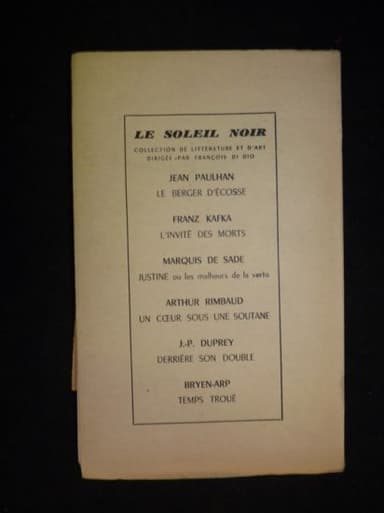 LE SOLEIL NOIR
COLLECTION DE LITTÉRATURE ET D'ART
DIRIGÉE PAR FRANÇOIS DI DIO
JEAN PAULHAN
LE BERGER D'ÉCOSSE
FRANZ KAFKA
L'INVITÉ DES MORTS
MARQUIS DE SADE
JUSTINE ou les malheurs de la vertu
ARTHUR RIMBAUD
UN CŒUR SOUS UNE SOUTANE
J.-P. DUPREY
DERRIÈRE SON DOUBLE
BRYEN-ARP
TEMPS TROUÉ